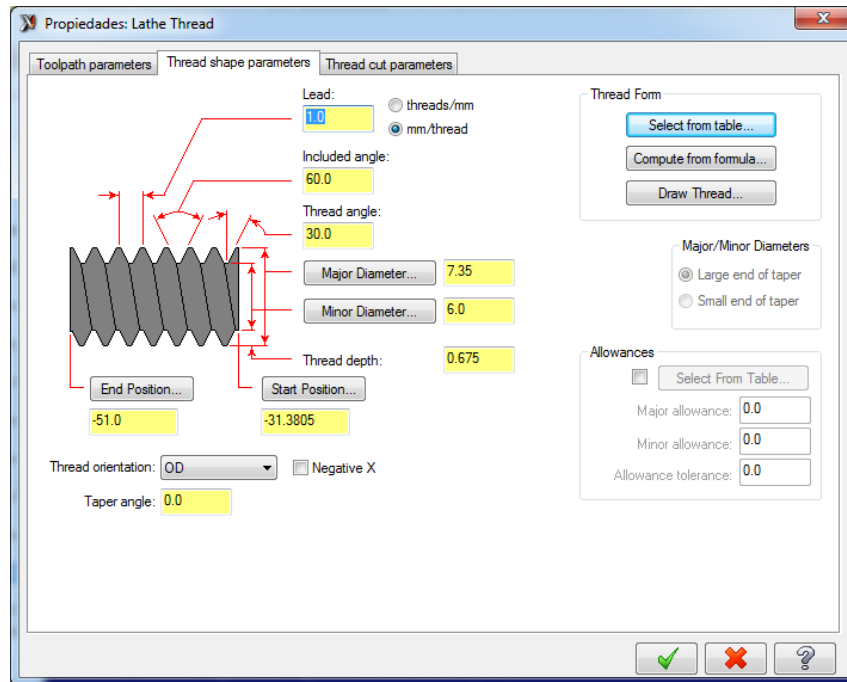 Propiedades: Lathe Thread
Toolpath parameters
Thread shape parameters
Thread cut parameters
Lead:
1.0
threads/mm
mm/thread
Included angle:
60.0
Thread angle:
30.0
Major Diameter...
7.35
Minor Diameter...
6.0
Thread depth:
0.675
End Position...
Start Position...
-51.0
-31.3805
Thread orientation:
OD
Negative X
Taper angle:
0.0
Thread Form
Select from table...
Compute from formula...
Draw Thread...
Major/Minor Diameters
Large end of taper
Small end of taper
Allowances
Select From Table...
Major allowance:
0.0
Minor allowance:
0.0
Allowance tolerance:
0.0